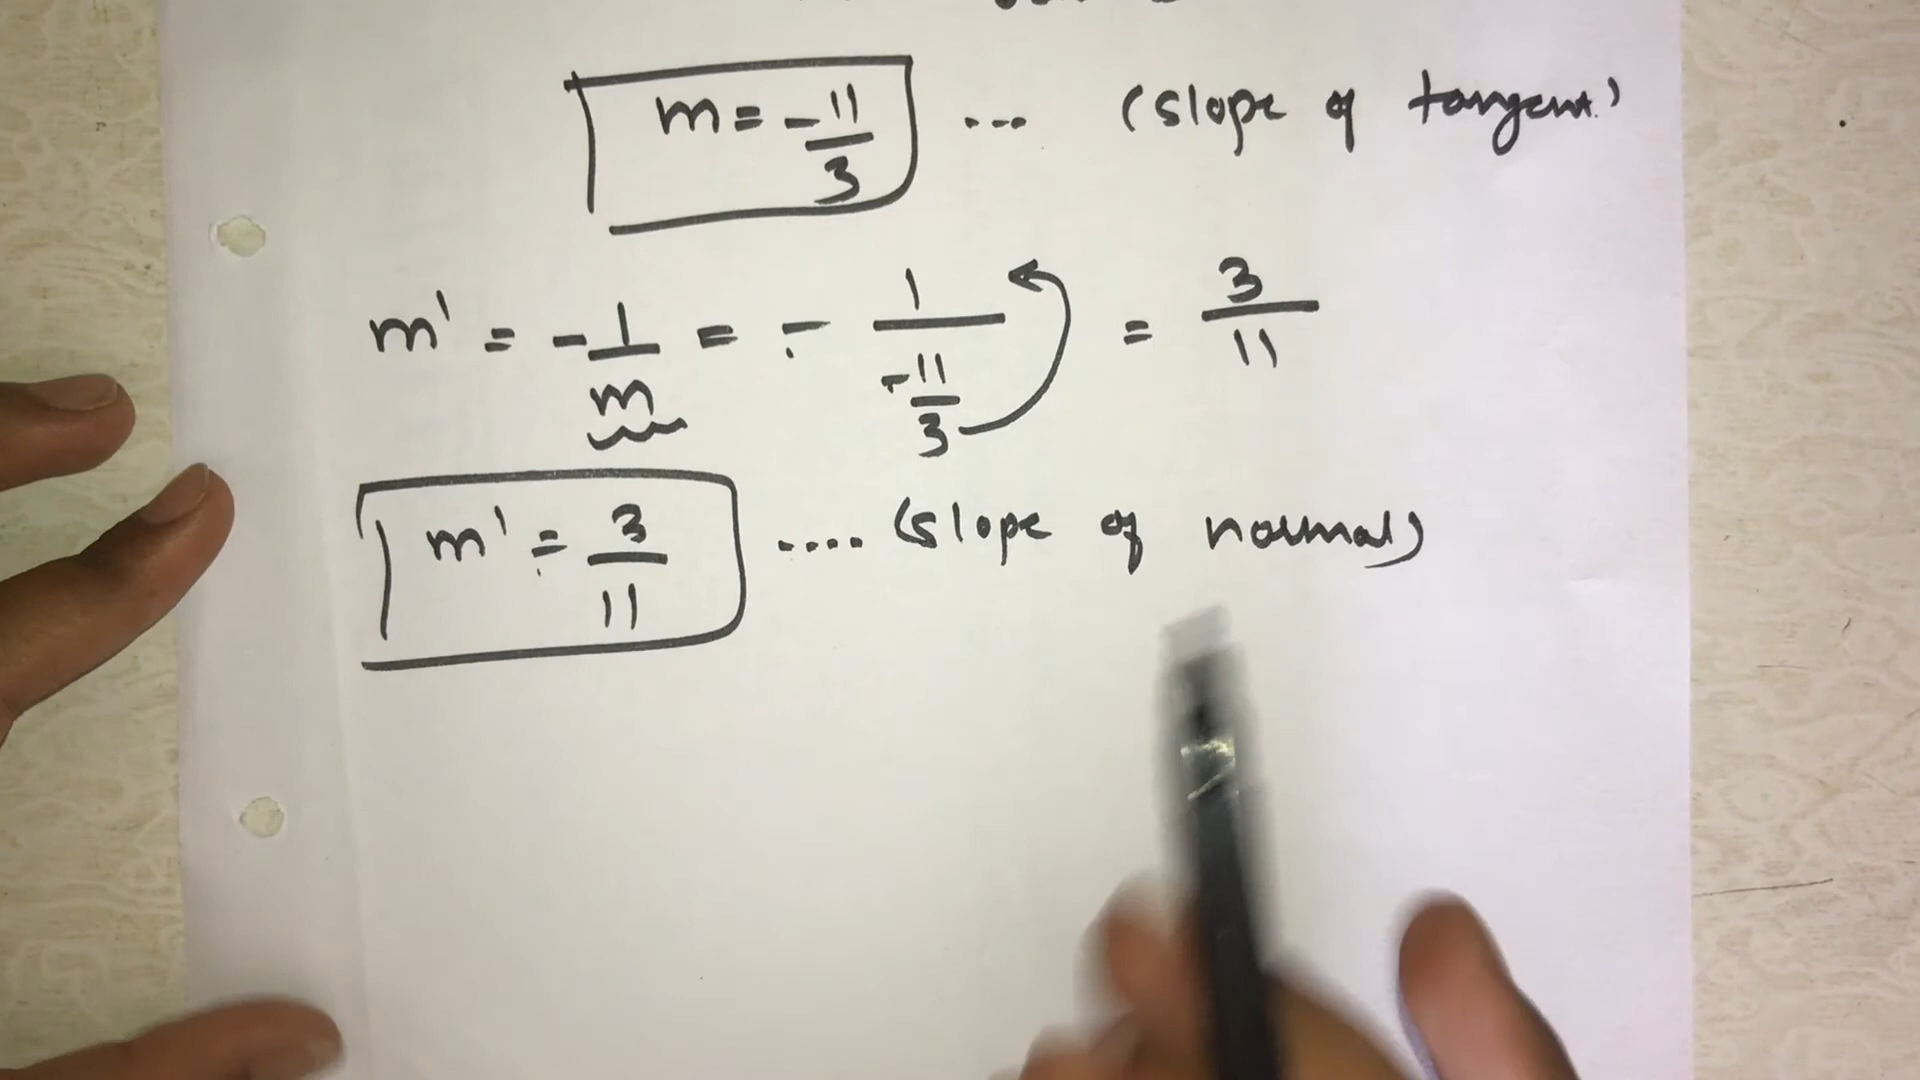 m = -11/3 ... (slope of tangent)
m' = -1/m = - 1/(-11/3) = 3/11
m' = 3/11 .... (slope of normal)